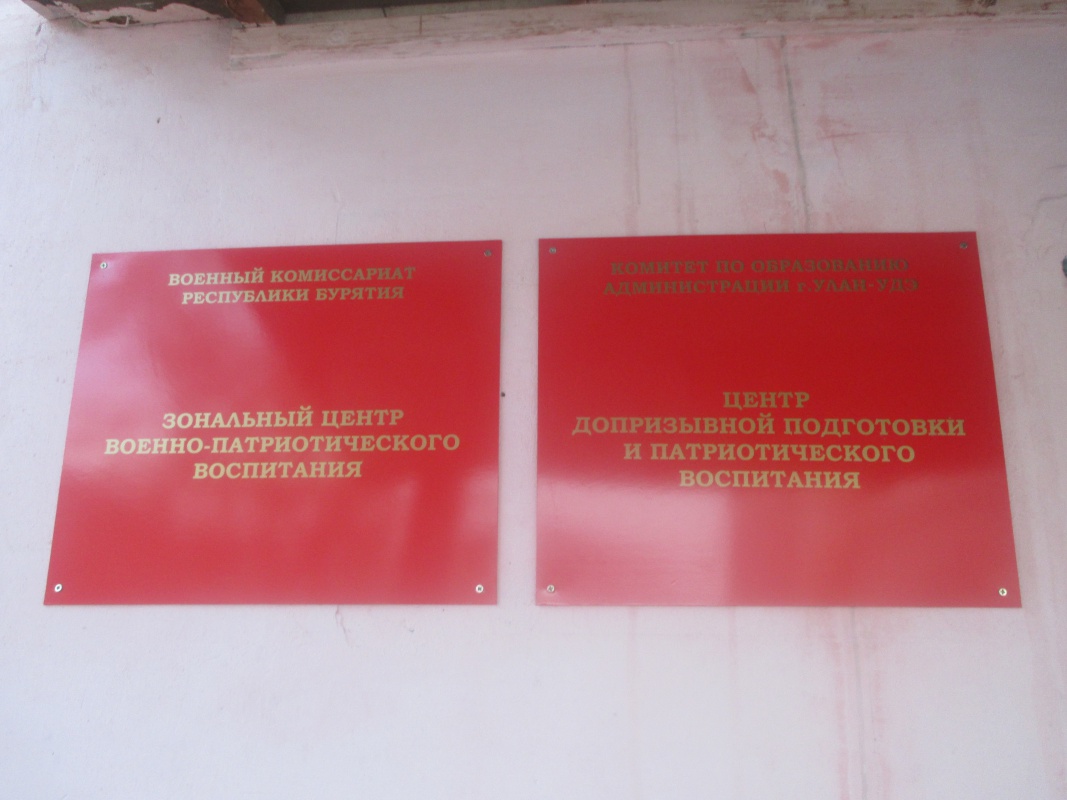 ВОЕННЫЙ КОМИССАРИАТ
РЕСПУБЛИКИ БУРЯТИЯ
ЗОНАЛЬНЫЙ ЦЕНТР
ВОЕННО-ПАТРИОТИЧЕСКОГО
ВОСПИТАНИЯ
КОМИТЕТ ПО ОБРАЗОВАНИЮ
АДМИНИСТРАЦИИ г.УЛАН-УДЭ
ЦЕНТР
ДОПРИЗЫВНОЙ ПОДГОТОВКИ
И ПАТРИОТИЧЕСКОГО
ВОСПИТАНИЯ